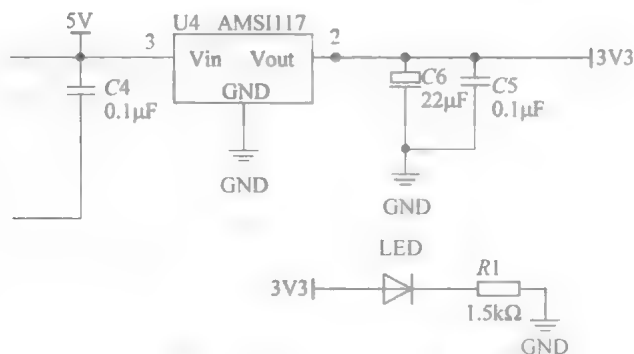 5V
U4 AMSI117
3
2
Vin Vout
GND
3V3
C4
0.1μF
C6
22μF
C5
0.1μF
GND
GND
LED
3V3
R1
1.5kΩ
GND